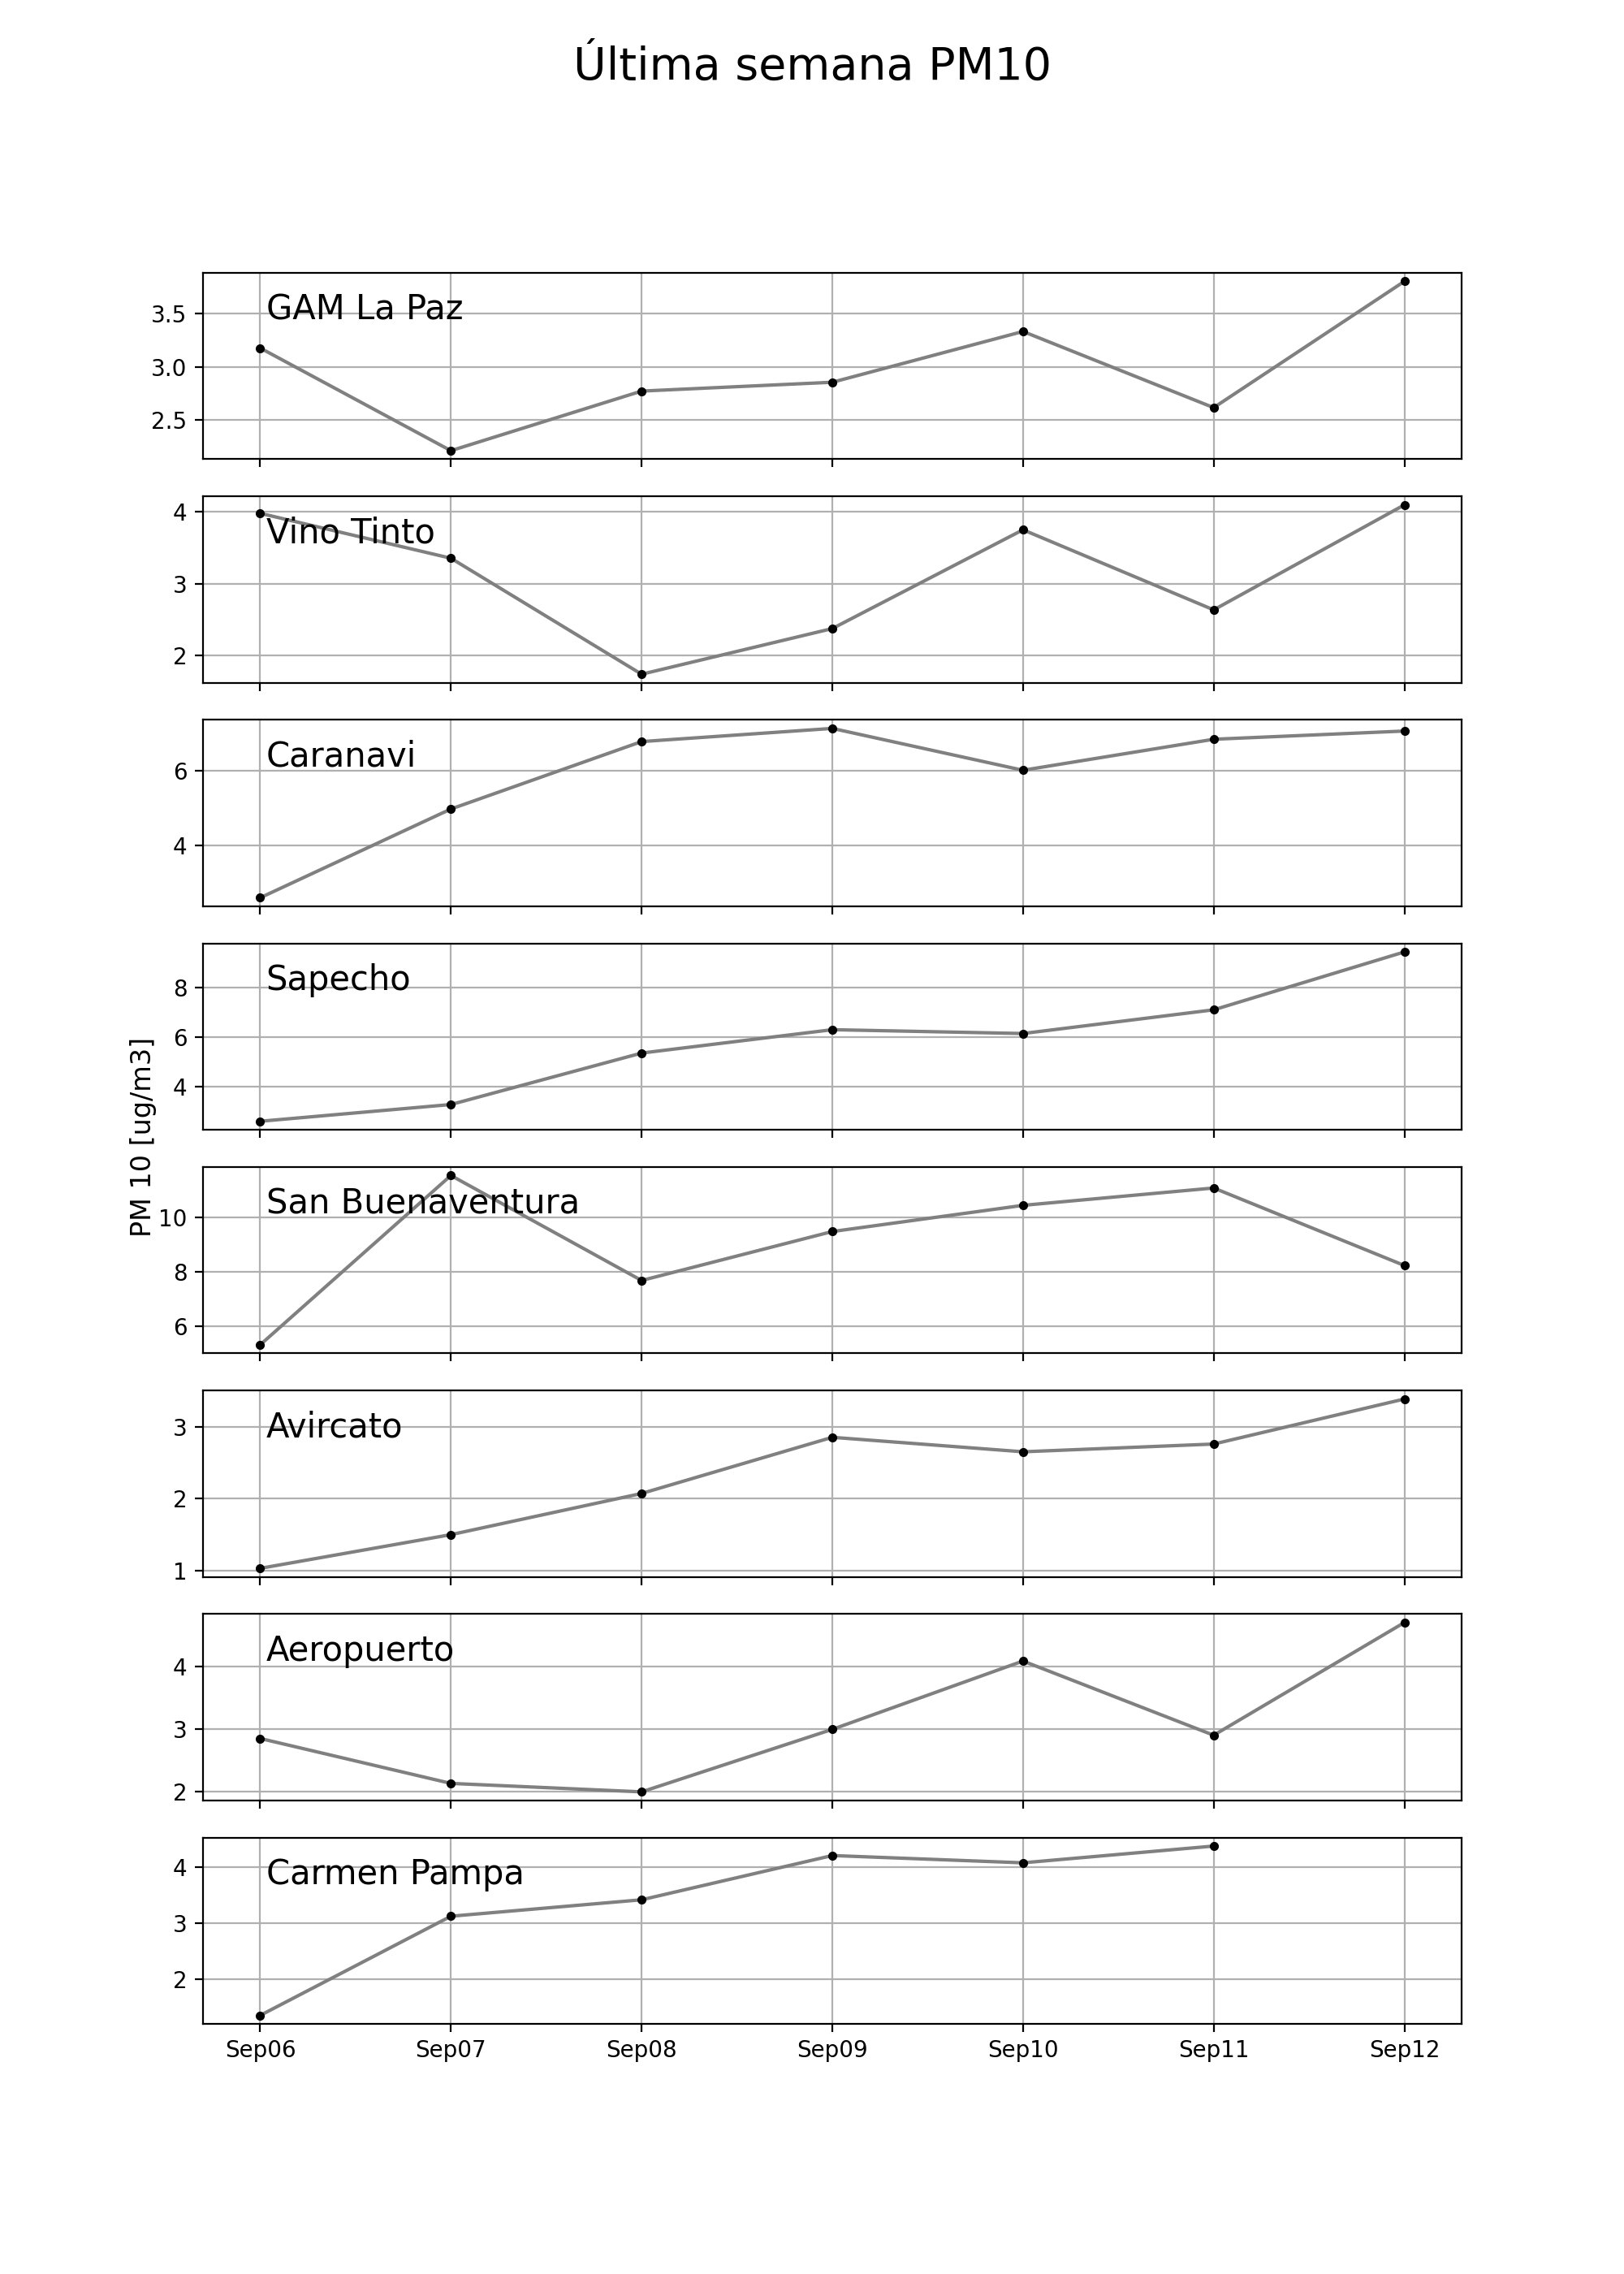 Última semana PM10
GAM La Paz
3.5
3.0
2.5
Vino Tinto
4
3
2
Caranavi
6
4
Sapecho
8
6
4
PM 10 [ug/m3]
San Buenaventura
10
8
6
Avircato
3
2
1
Aeropuerto
4
3
2
Carmen Pampa
4
3
2
Sep06 Sep07 Sep08 Sep09 Sep10 Sep11 Sep12